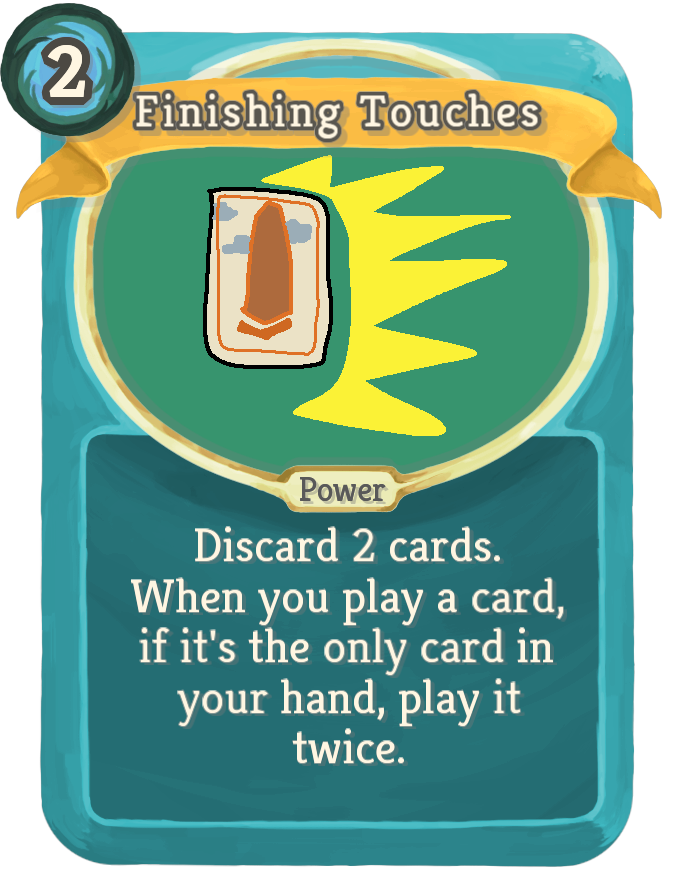 2
Finishing Touches
Power
Discard 2 cards.
When you play a card,
if it's the only card in
your hand, play it
twice.